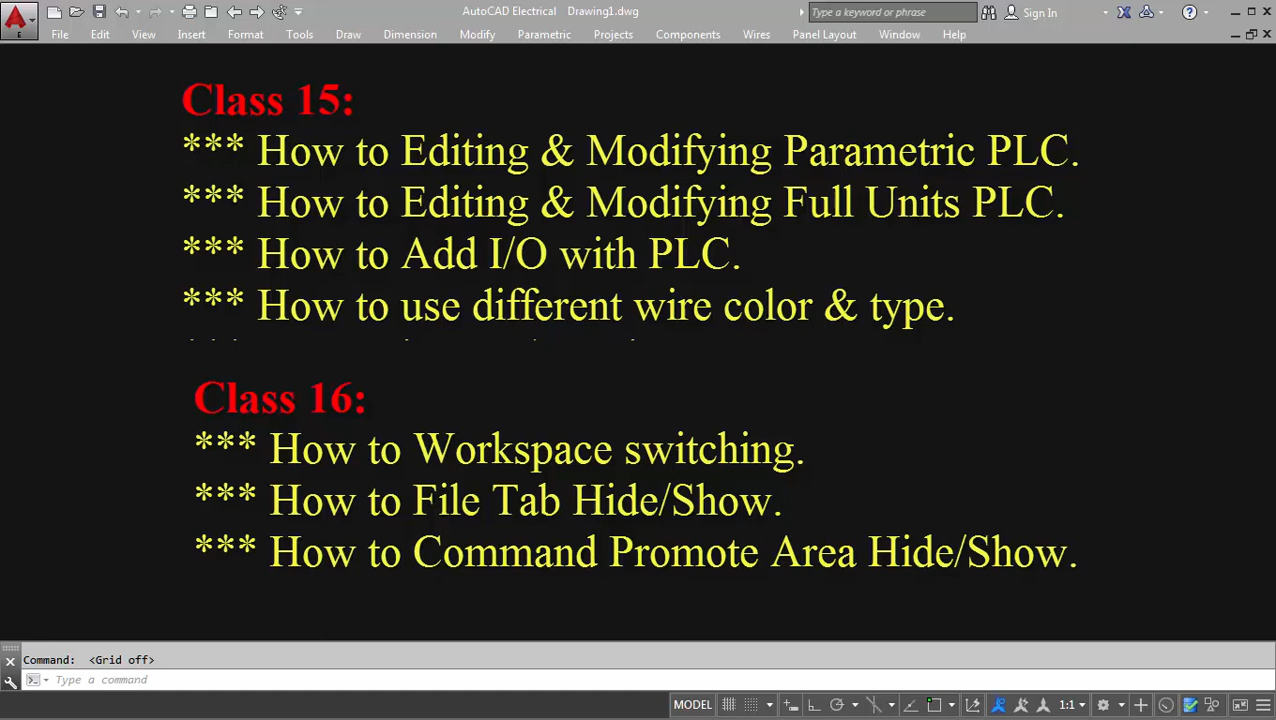 AutoCAD Electrical Drawing1.dwg
Type a keyword or phrase
Sign In
File Edit View Insert Format Tools Draw Dimension Modify Parametric Projects Components Wires Panel Layout Window Help
Class 15:
*** How to Editing & Modifying Parametric PLC.
*** How to Editing & Modifying Full Units PLC.
*** How to Add I/O with PLC.
*** How to use different wire color & type.
Class 16:
*** How to Workspace switching.
*** How to File Tab Hide/Show.
*** How to Command Promote Area Hide/Show.
Command: <Grid off>
Type a command
MODEL 1:1